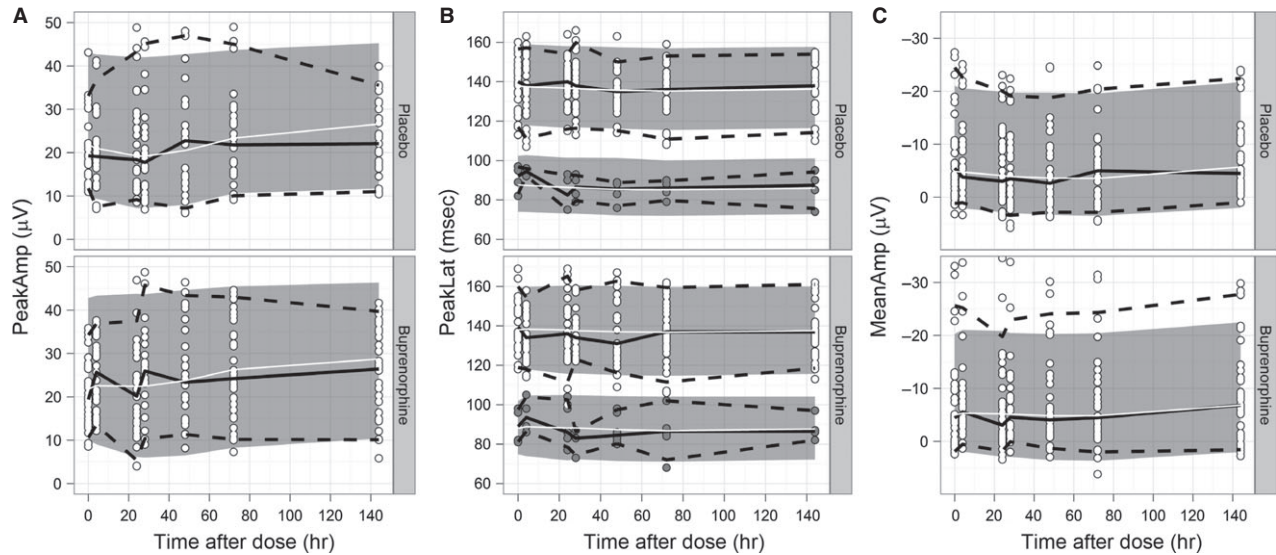 A
B
C
PeakAmp (μV)
50
40
30
20
10
0
Placebo
50
40
30
20
10
0
Buprenorphine
0 20 40 60 80 100 120 140
Time after dose (hr)
PeakLat (msec)
160
140
120
100
80
60
Placebo
160
140
120
100
80
60
Buprenorphine
0 20 40 60 80 100 120 140
Time after dose (hr)
MeanAmp (μV)
−30
−20
−10
0
Placebo
−30
−20
−10
0
Buprenorphine
0 20 40 60 80 100 120 140
Time after dose (hr)